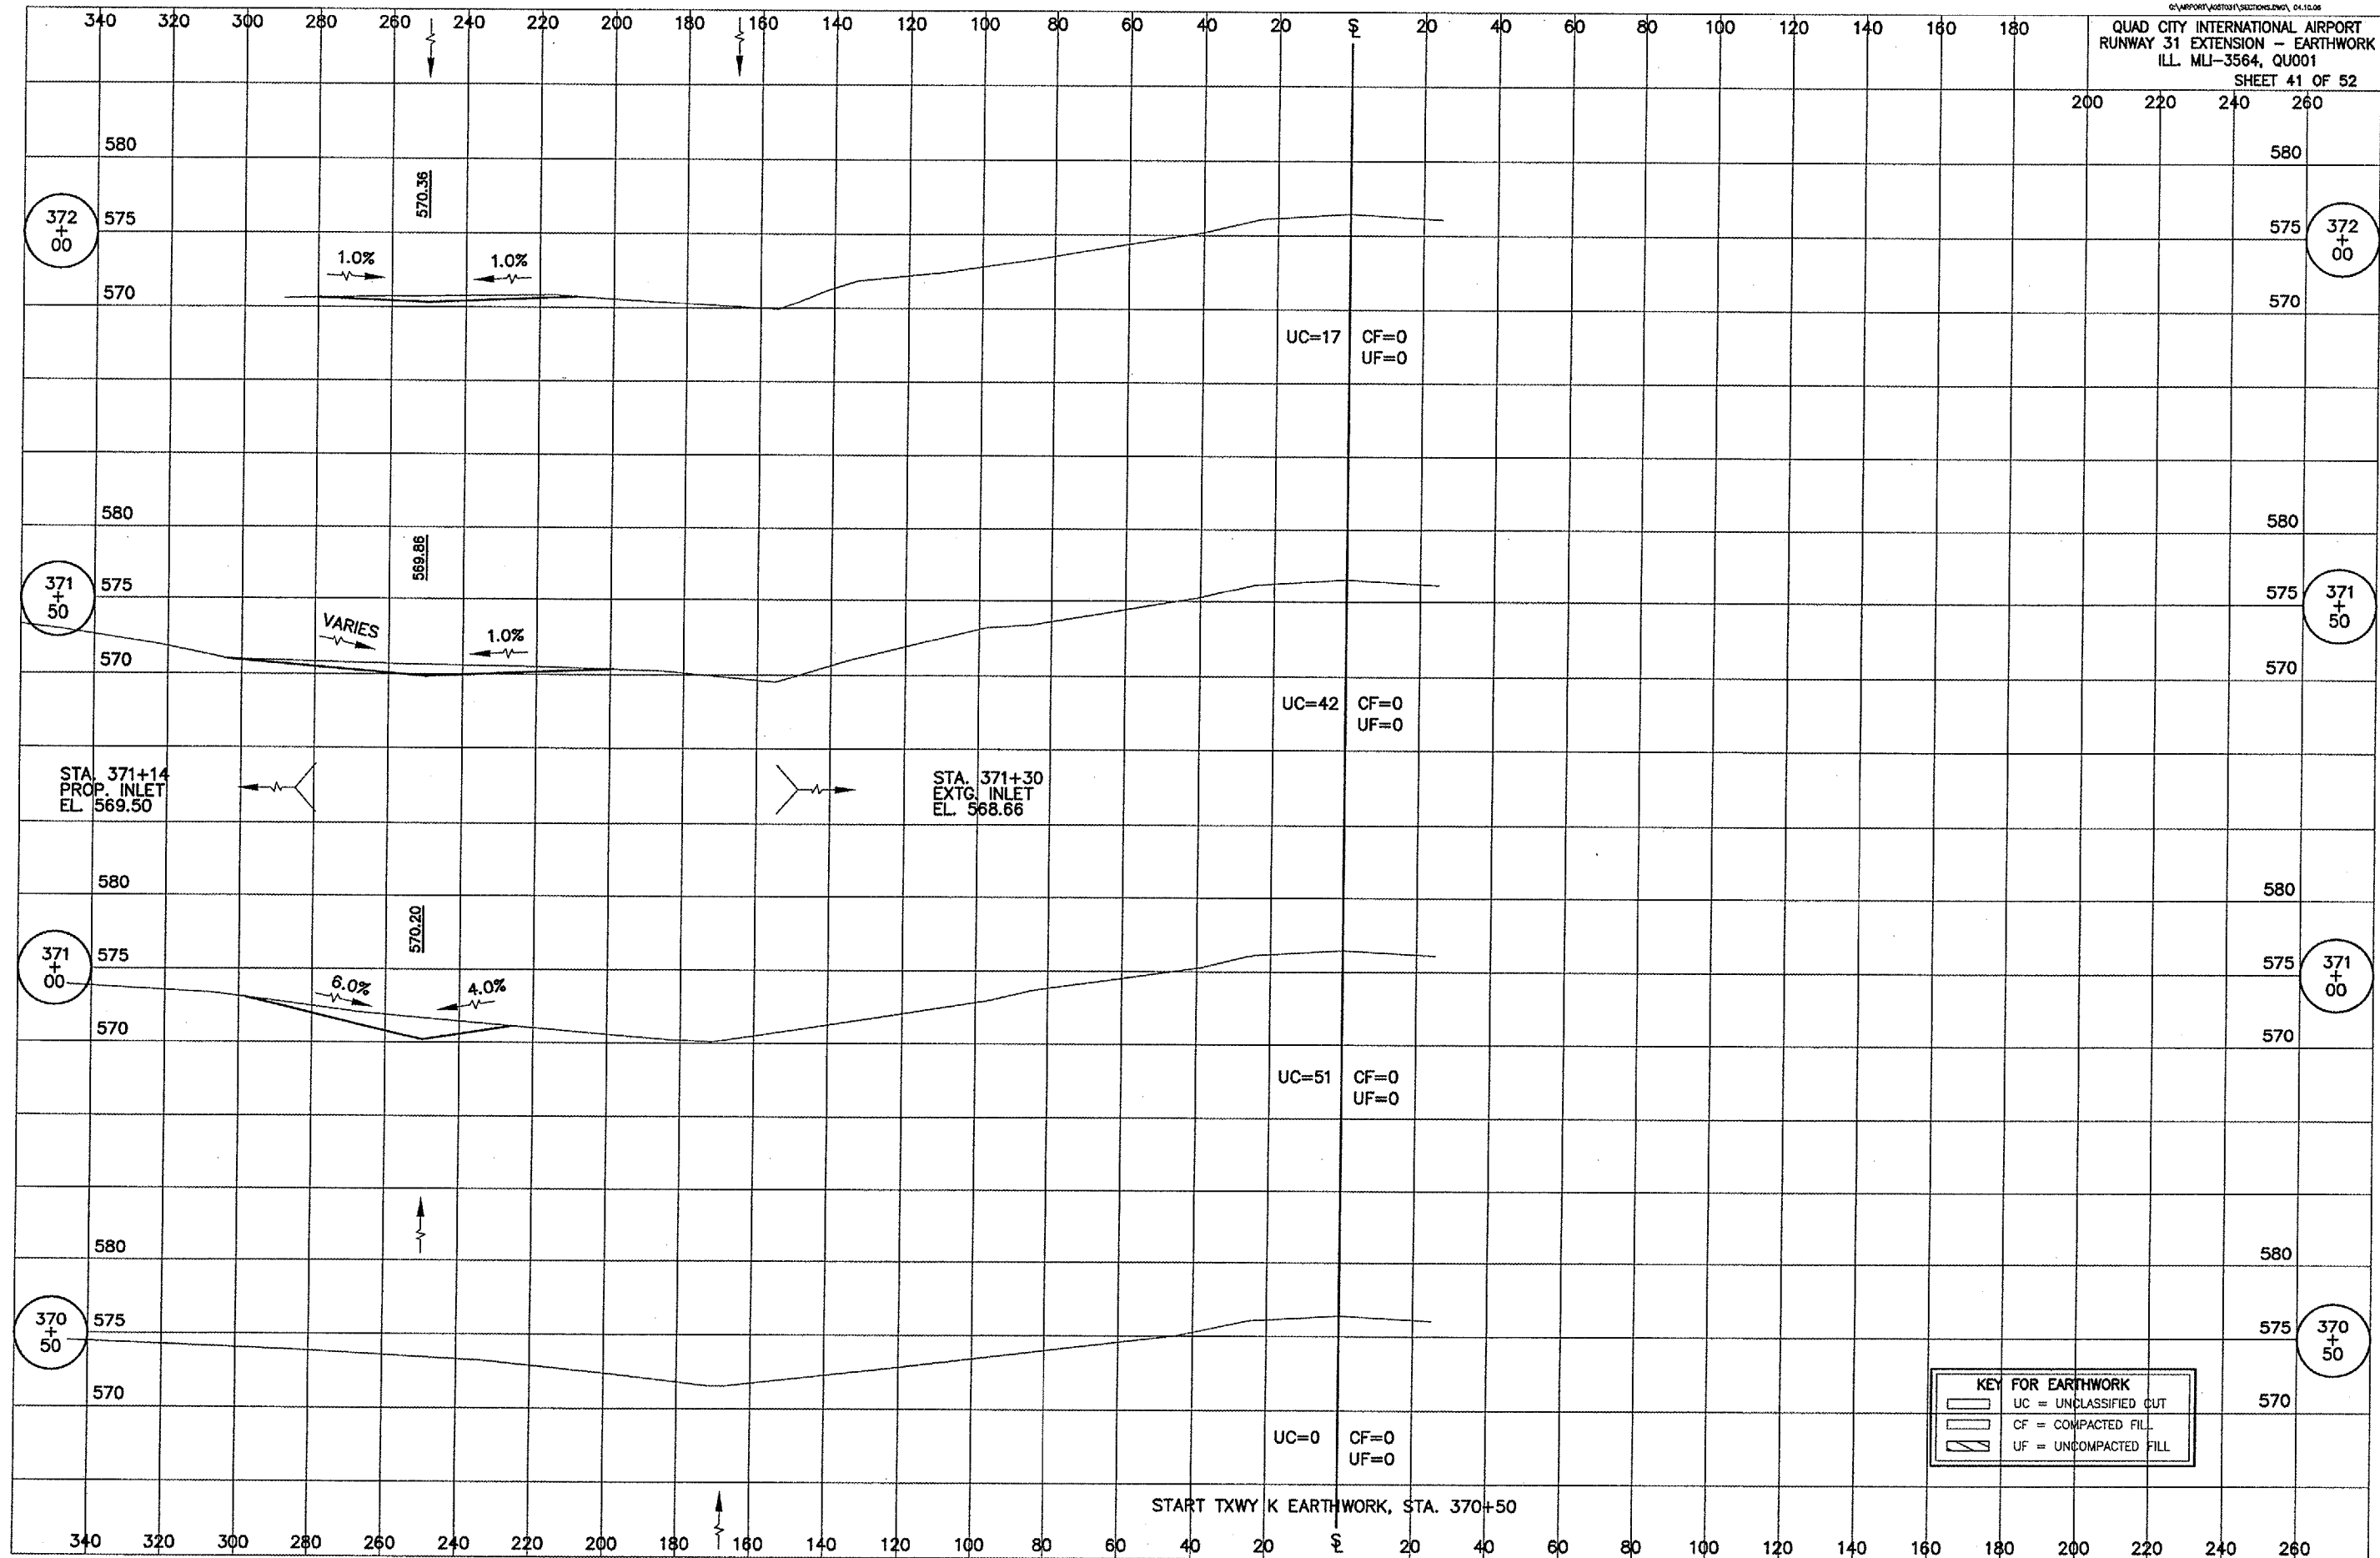 G:\AIRPORT\A05T031\SECTIONS.DWG\, 04.10.06
QUAD CITY INTERNATIONAL AIRPORT
RUNWAY 31 EXTENSION - EARTHWORK
ILL. MLI-3564, QU001
SHEET 41 OF 52
340 320 300 280 260 240 220 200 180 160 140 120 100 80 60 40 20 ℄ 20 40 60 80 100 120 140 160 180
200 220 240 260
580 580
570.36
372 + 00 575 575 372 + 00
1.0% 1.0%
570 570
UC=17 CF=0
UF=0
580 580
569.86
371 + 50 575 575 371 + 50
VARIES 1.0%
570 570
UC=42 CF=0
UF=0
STA. 371+14
PROP. INLET
EL. 569.50
STA. 371+30
EXTG. INLET
EL. 568.66
580 580
570.20
371 + 00 575 575 371 + 00
6.0% 4.0%
570 570
UC=51 CF=0
UF=0
580 580
370 + 50 575 575 370 + 50
570 570
UC=0 CF=0
UF=0
KEY FOR EARTHWORK
UC = UNCLASSIFIED CUT
CF = COMPACTED FILL
UF = UNCOMPACTED FILL
START TXWY K EARTHWORK, STA. 370+50
340 320 300 280 260 240 220 200 180 160 140 120 100 80 60 40 20 ℄ 20 40 60 80 100 120 140 160 180 200 220 240 260